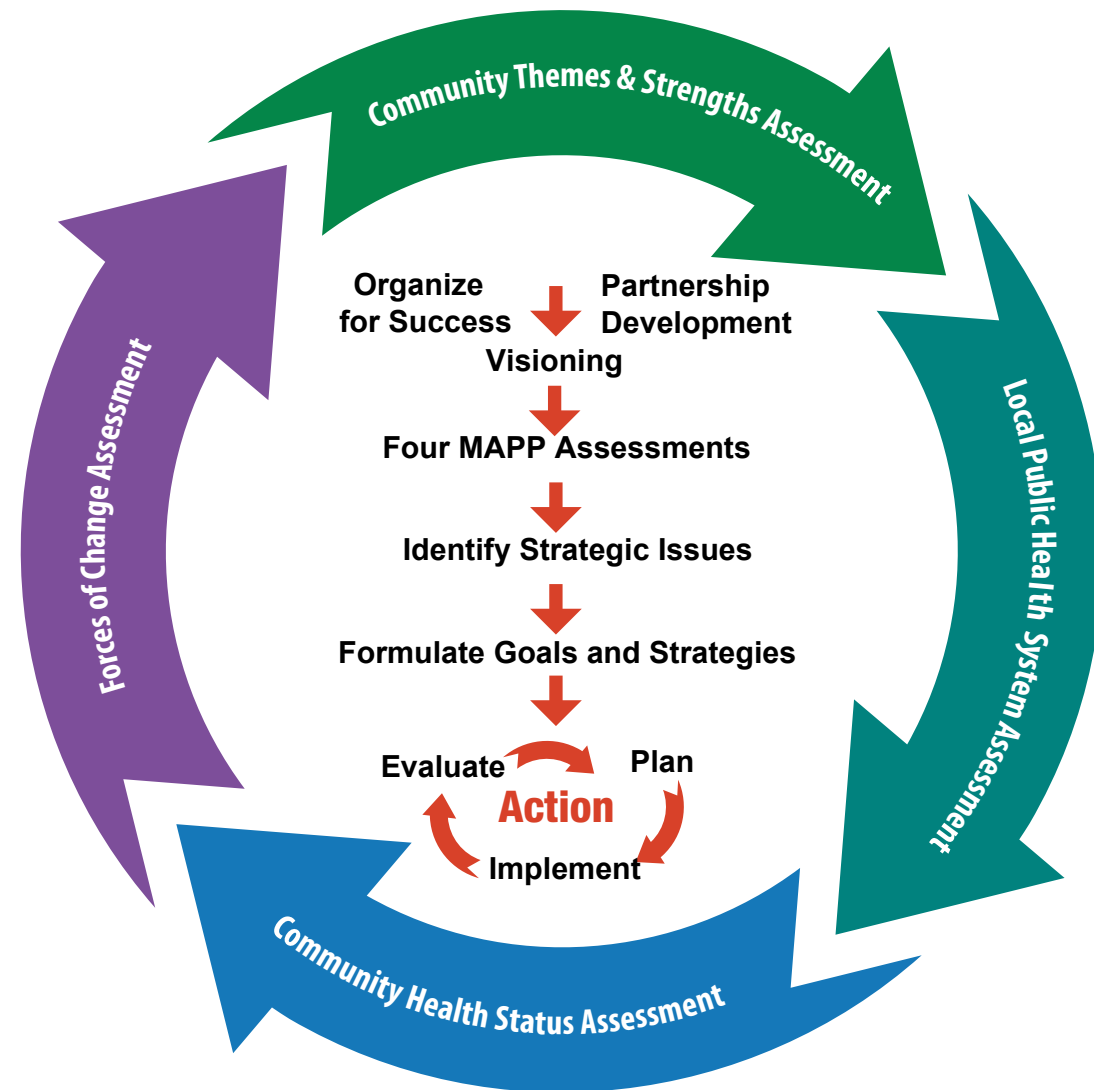 Community Themes & Strengths Assessment
Organize
for Success
Partnership
Development
Visioning
Four MAPP Assessments
Identify Strategic Issues
Formulate Goals and Strategies
Evaluate
Plan
Action
Implement
Local Public Health System Assessment
Community Health Status Assessment
Forces of Change Assessment